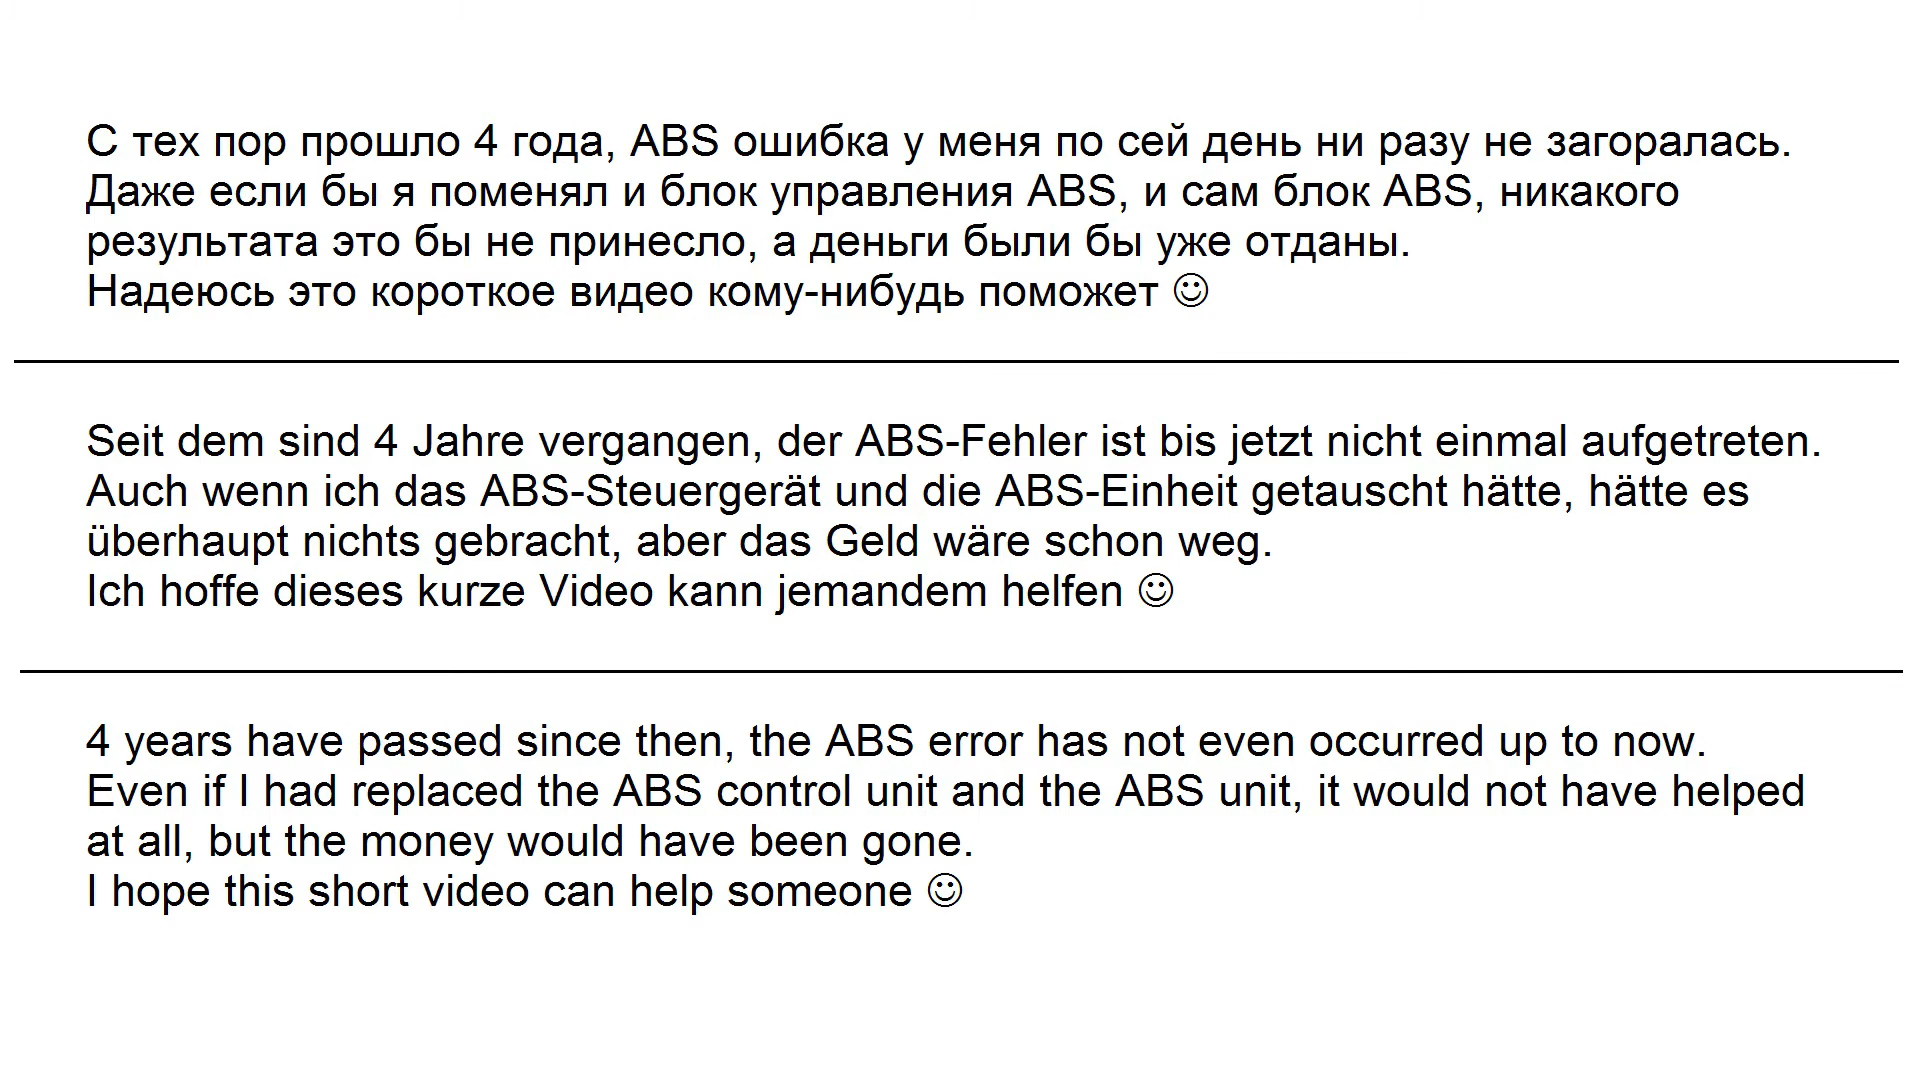 С тех пор прошло 4 года, ABS ошибка у меня по сей день ни разу не загоралась.
Даже если бы я поменял и блок управления ABS, и сам блок ABS, никакого
результата это бы не принесло, а деньги были бы уже отданы.
Надеюсь это короткое видео кому-нибудь поможет ☺
Seit dem sind 4 Jahre vergangen, der ABS-Fehler ist bis jetzt nicht einmal aufgetreten.
Auch wenn ich das ABS-Steuergerät und die ABS-Einheit getauscht hätte, hätte es
überhaupt nichts gebracht, aber das Geld wäre schon weg.
Ich hoffe dieses kurze Video kann jemandem helfen ☺
4 years have passed since then, the ABS error has not even occurred up to now.
Even if I had replaced the ABS control unit and the ABS unit, it would not have helped
at all, but the money would have been gone.
I hope this short video can help someone ☺